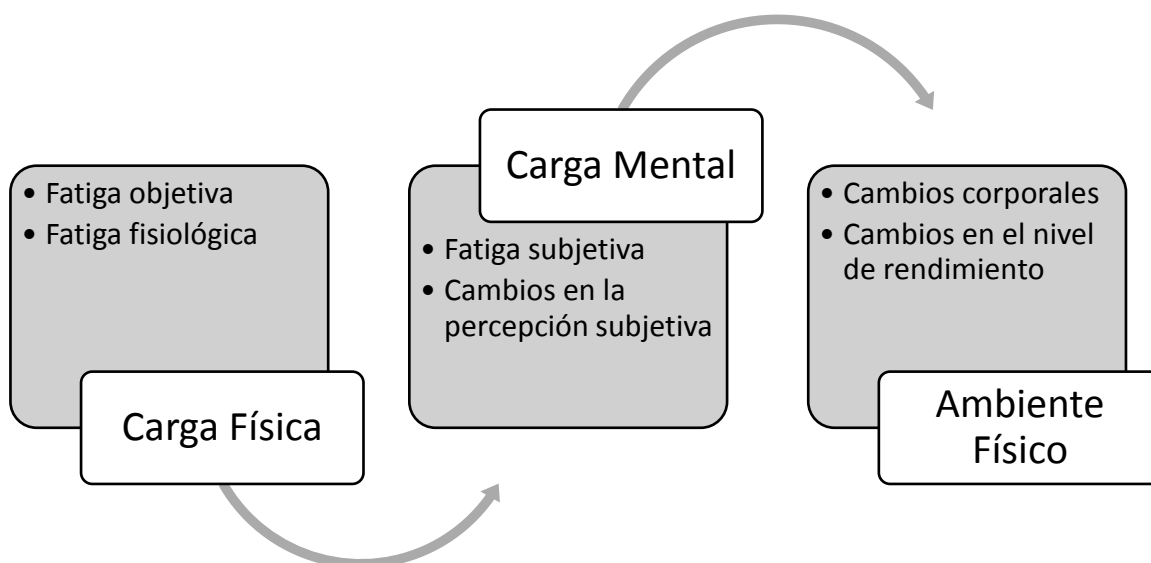 • Fatiga objetiva
• Fatiga fisiológica
Carga Física
Carga Mental
• Fatiga subjetiva
• Cambios en la
percepción subjetiva
• Cambios corporales
• Cambios en el nivel
de rendimiento
Ambiente
Físico